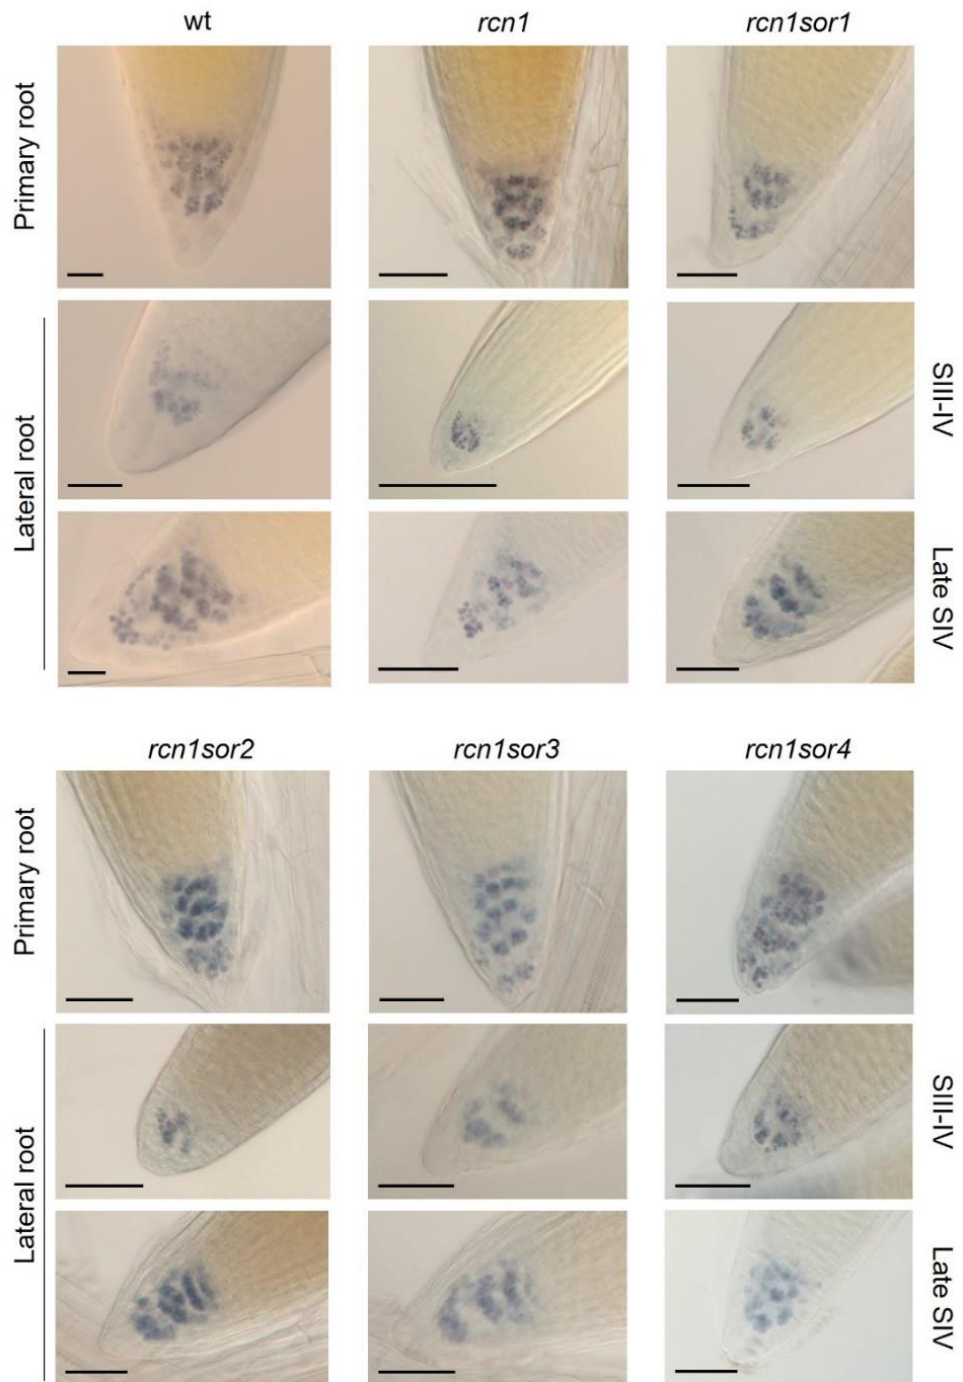 wt
rcn1
rcn1sor1
Primary root
Lateral root
SIII-IV
Late SIV
rcn1sor2
rcn1sor3
rcn1sor4
Primary root
Lateral root
SIII-IV
Late SIV